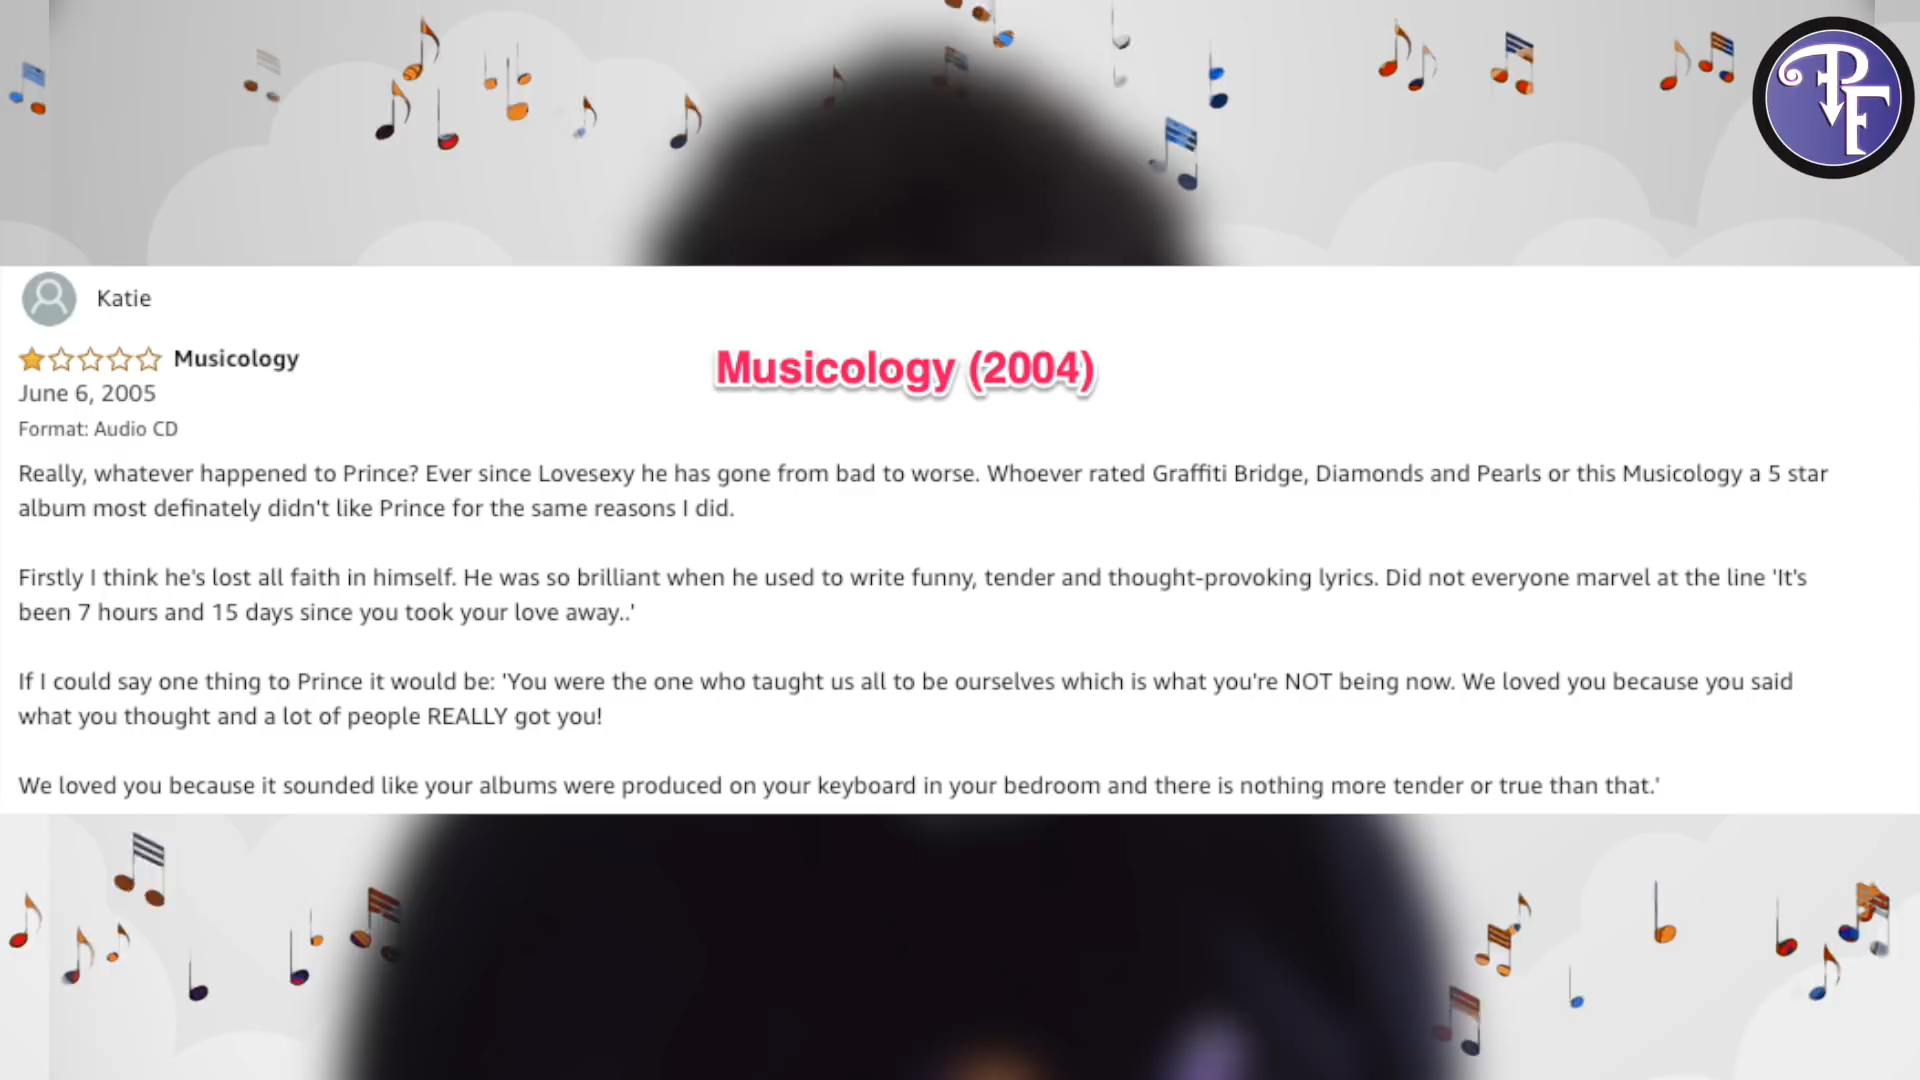 PF
Katie
Musicology
Musicology (2004)
June 6, 2005
Format: Audio CD
Really, whatever happened to Prince? Ever since Lovesexy he has gone from bad to worse. Whoever rated Graffiti Bridge, Diamonds and Pearls or this Musicology a 5 star
album most definately didn't like Prince for the same reasons I did.
Firstly I think he's lost all faith in himself. He was so brilliant when he used to write funny, tender and thought-provoking lyrics. Did not everyone marvel at the line 'It's
been 7 hours and 15 days since you took your love away..'
If I could say one thing to Prince it would be: 'You were the one who taught us all to be ourselves which is what you're NOT being now. We loved you because you said
what you thought and a lot of people REALLY got you!
We loved you because it sounded like your albums were produced on your keyboard in your bedroom and there is nothing more tender or true than that.'